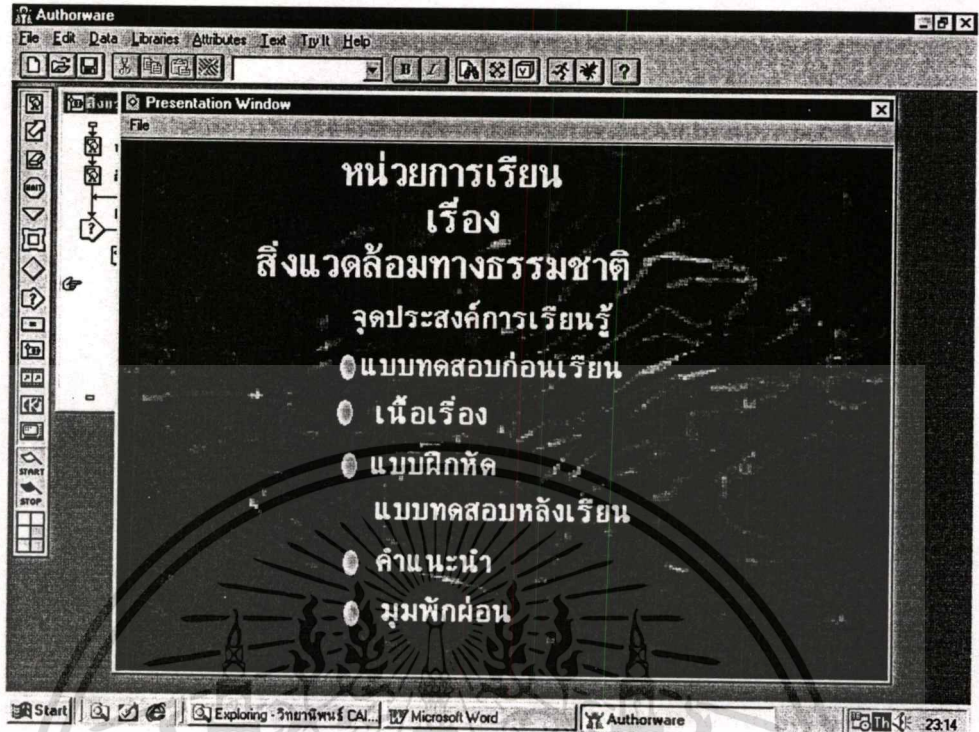 Authorware
File Edit Data Libraries Attributes Text Try It Help
Presentation Window
File
หน่วยการเรียน
เรื่อง
สิ่งแวดล้อมทางธรรมชาติ
จุดประสงค์การเรียนรู้
แบบทดสอบก่อนเรียน
เนื้อเรื่อง
แบบฝึกหัด
แบบทดสอบหลังเรียน
คำแนะนำ
มุมพักผ่อน
WAIT
START
STOP
Start Exploring - วิทยานิพนธ์ CAI... Microsoft Word Authorware Th 23:14